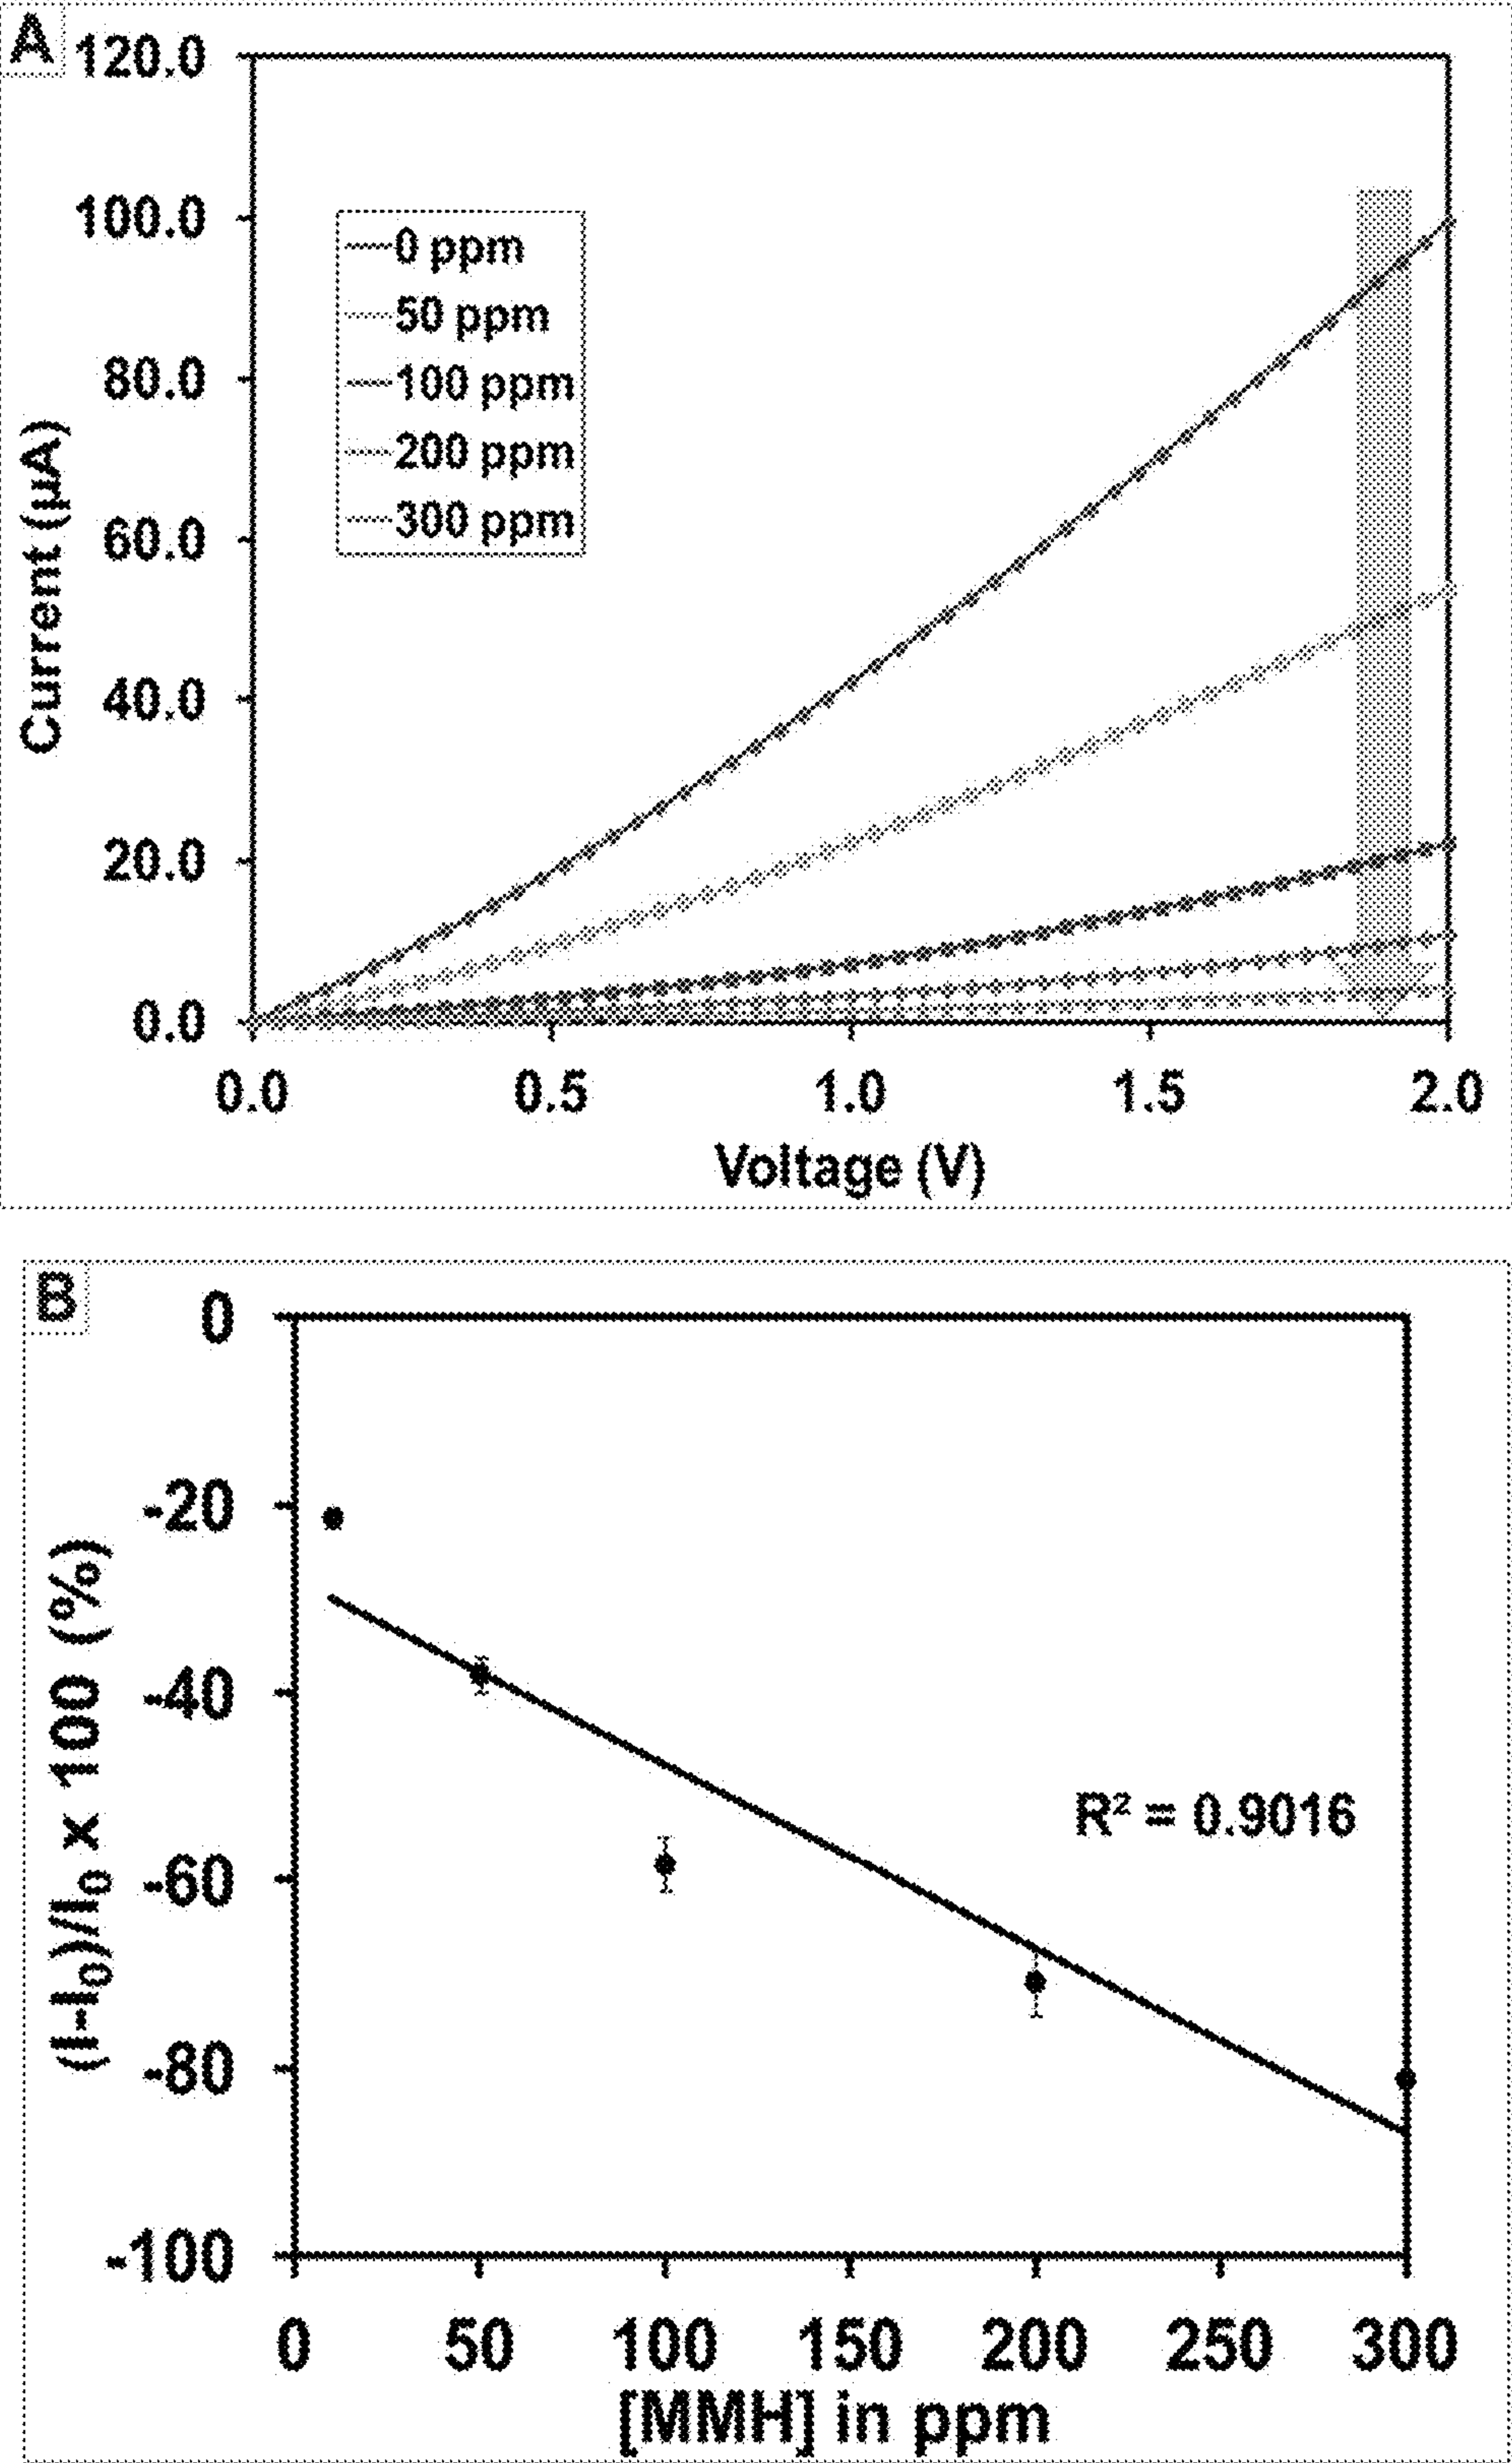 A
120.0
100.0
80.0
60.0
40.0
20.0
0.0
Current (µA)
0 ppm
50 ppm
100 ppm
200 ppm
300 ppm
0.0 0.5 1.0 1.5 2.0
Voltage (V)
B
0
-20
-40
-60
-80
-100
(I-I₀)/I₀ x 100 (%)
R² = 0.9016
0 50 100 150 200 250 300
[MMH] in ppm